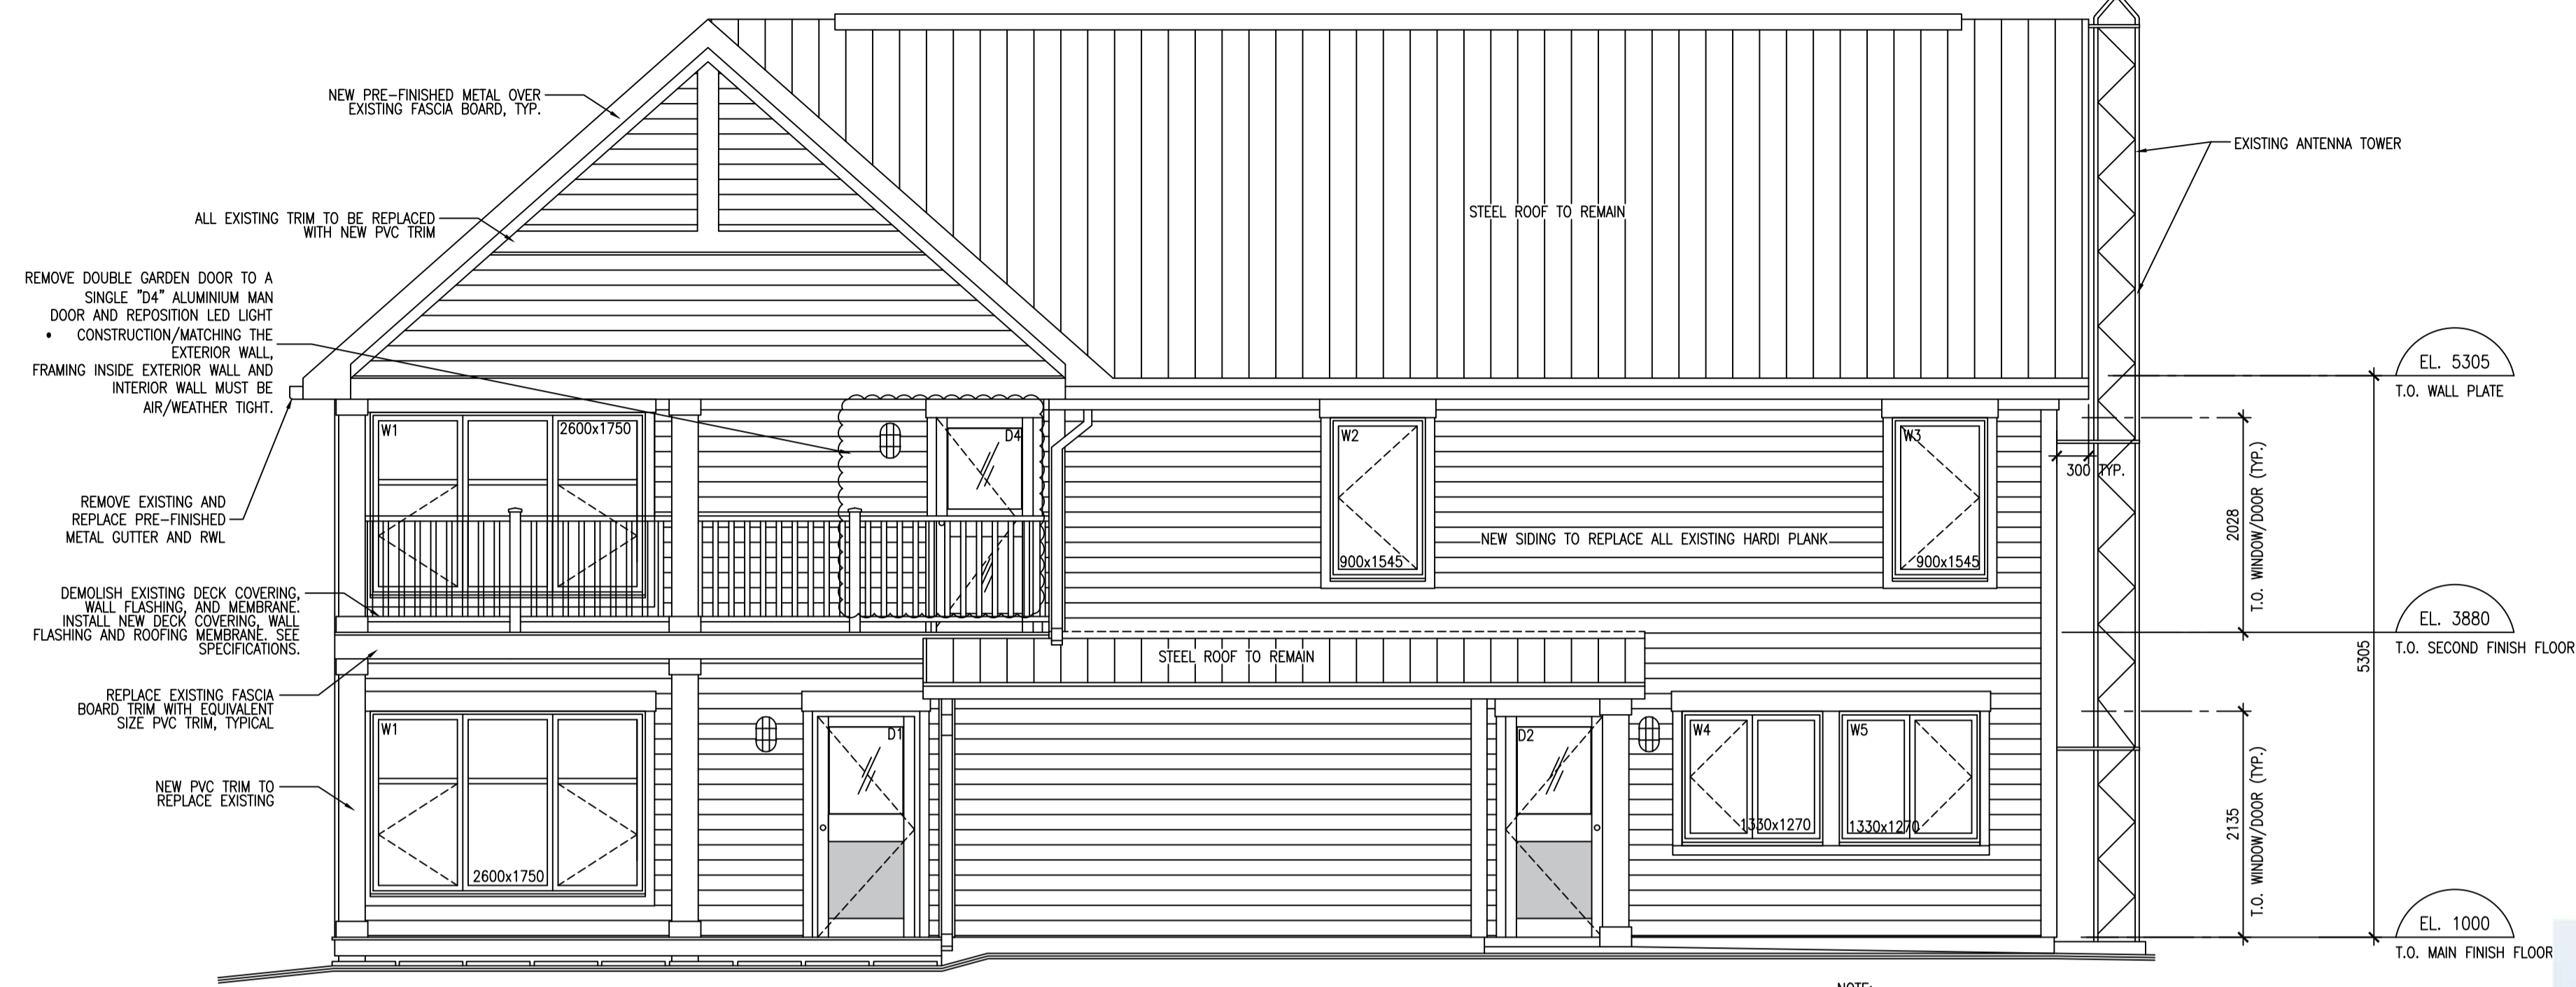 NEW PRE-FINISHED METAL OVER
EXISTING FASCIA BOARD, TYP.
ALL EXISTING TRIM TO BE REPLACED
WITH NEW PVC TRIM
REMOVE DOUBLE GARDEN DOOR TO A
SINGLE "D4" ALUMINIUM MAN
DOOR AND REPOSITION LED LIGHT
• CONSTRUCTION/MATCHING THE
EXTERIOR WALL,
FRAMING INSIDE EXTERIOR WALL AND
INTERIOR WALL MUST BE
AIR/WEATHER TIGHT.
REMOVE EXISTING AND
REPLACE PRE-FINISHED
METAL GUTTER AND RWL
DEMOLISH EXISTING DECK COVERING,
WALL FLASHING, AND MEMBRANE.
INSTALL NEW DECK COVERING, WALL
FLASHING AND ROOFING MEMBRANE. SEE
SPECIFICATIONS.
REPLACE EXISTING FASCIA
BOARD TRIM WITH EQUIVALENT
SIZE PVC TRIM, TYPICAL
NEW PVC TRIM TO
REPLACE EXISTING
STEEL ROOF TO REMAIN
EXISTING ANTENNA TOWER
W1
2600x1750
D4
W2
900x1545
W3
900x1545
NEW SIDING TO REPLACE ALL EXISTING HARDI PLANK
300 TYP.
STEEL ROOF TO REMAIN
W1
2600x1750
D1
D2
W4
1330x1270
W5
1330x1270
2028
T.O. WINDOW/DOOR (TYP.)
2135
T.O. WINDOW/DOOR (TYP.)
5305
EL. 5305
T.O. WALL PLATE
EL. 3880
T.O. SECOND FINISH FLOOR
EL. 1000
T.O. MAIN FINISH FLOOR
NOTE: